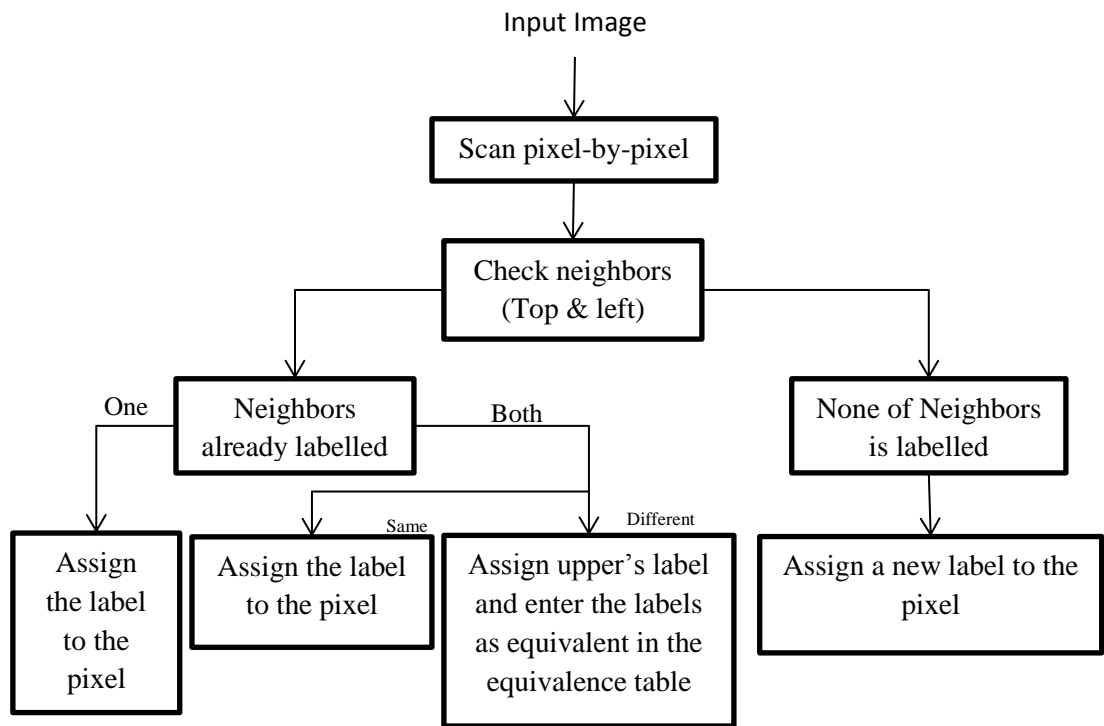 Input Image
Scan pixel-by-pixel
Check neighbors
(Top & left)
One
Neighbors
already labelled
Both
None of Neighbors
is labelled
Same
Different
Assign
the label
to the
pixel
Assign the label
to the pixel
Assign upper’s label
and enter the labels
as equivalent in the
equivalence table
Assign a new label to the
pixel